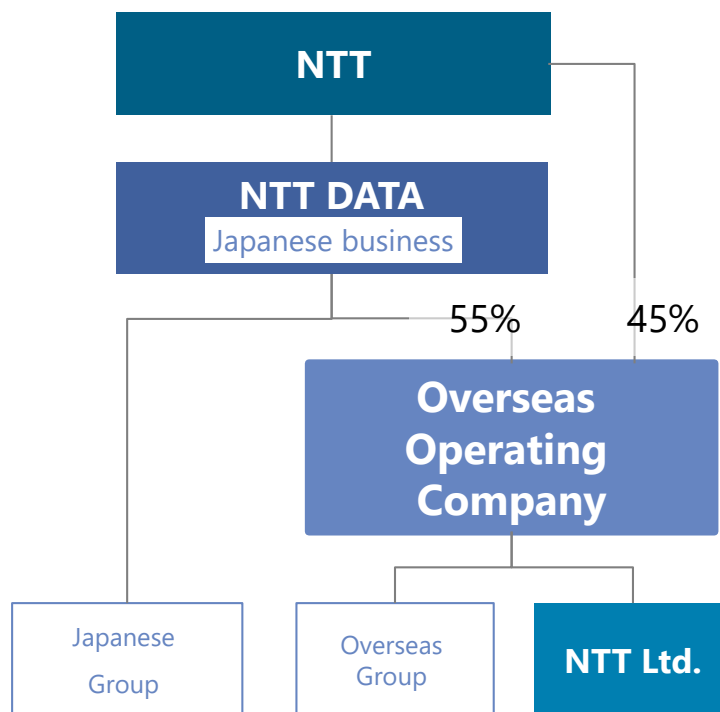 NTT
NTT DATA
Japanese business
55%
45%
Overseas
Operating
Company
Japanese
Group
Overseas
Group
NTT Ltd.